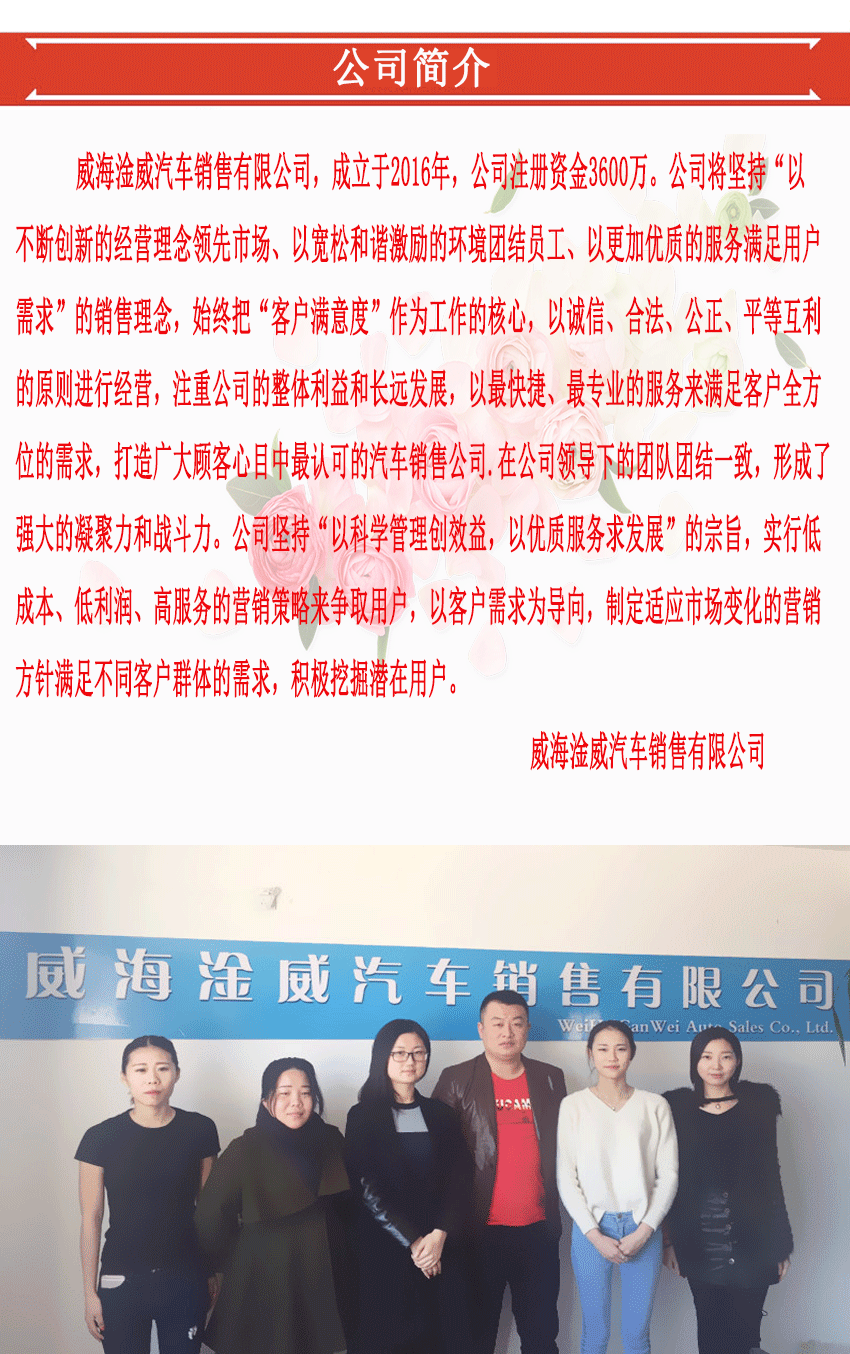 公司简介
威海淦威汽车销售有限公司，成立于2016年，公司注册资金3600万。公司将坚持“以
不断创新的经营理念领先市场、以宽松和谐激励的环境团结员工、以更加优质的服务满足用户
需求”的销售理念，始终把“客户满意度”作为工作的核心，以诚信、合法、公正、平等互利
的原则进行经营，注重公司的整体利益和长远发展，以最快捷、最专业的服务来满足客户全方
位的需求，打造广大顾客心目中最认可的汽车销售公司.在公司领导下的团队团结一致，形成了
强大的凝聚力和战斗力。公司坚持“以科学管理创效益，以优质服务求发展”的宗旨，实行低
成本、低利润、高服务的营销策略来争取用户，以客户需求为导向，制定适应市场变化的营销
方针满足不同客户群体的需求，积极挖掘潜在用户。
威海淦威汽车销售有限公司
威海淦威汽车销售有限公司
GanWei Auto Sales Co., Ltd.